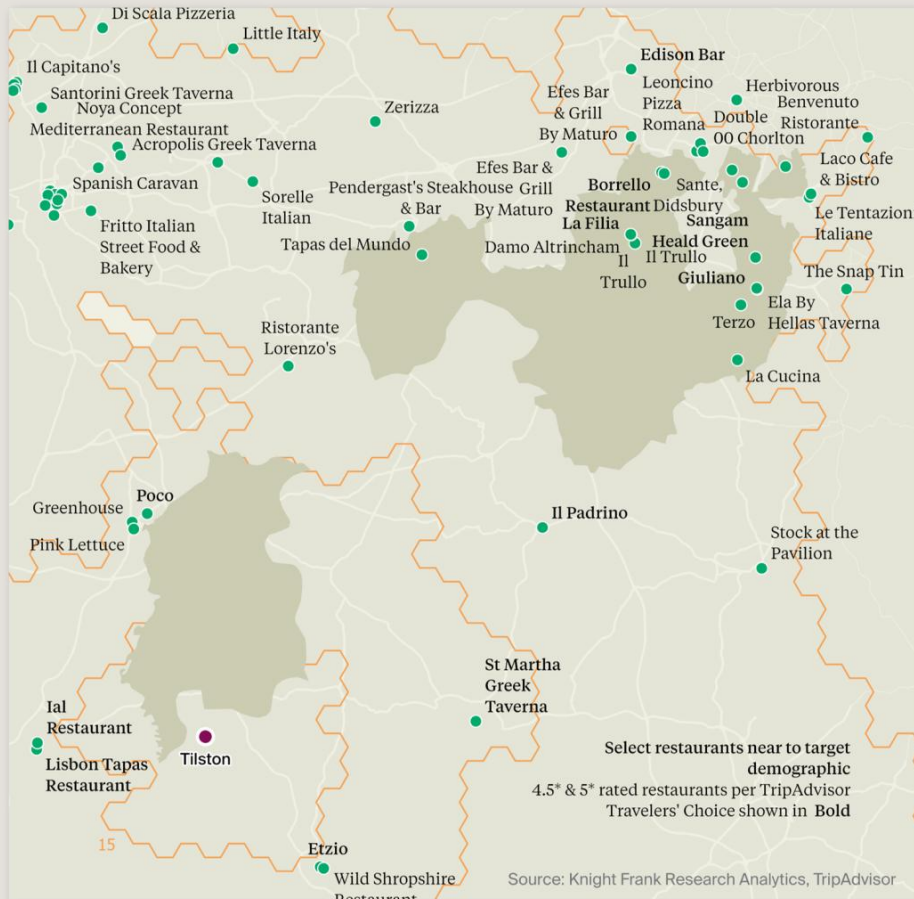 Di Scala Pizzeria
Little Italy
Il Capitano's
Santorini Greek Taverna
Noya Concept
Mediterranean Restaurant
Acropolis Greek Taverna
Spanish Caravan
Fritto Italian
Street Food &
Bakery
Sorelle
Italian
Zerizza
Pendergast's Steakhouse
& Bar
Tapas del Mundo
Ristorante
Lorenzo's
Edison Bar
Leoncino
Pizza
Romana
Efes Bar
& Grill
By Maturo
Efes Bar &
Grill
By Maturo
Herbivorous
Benvenuto
Ristorante
Double
00 Chorlton
Laco Cafe
& Bistro
Le Tentazion
Italiane
Borrello
Restaurant
Sante,
Didsbury
La Filia
Damo Altrincham
Il
Trullo
Il Trullo
Sangam
Heald Green
Giuliano
The Snap Tin
Ela By
Hellas Taverna
Terzo
La Cucina
Poco
Greenhouse
Pink Lettuce
Il Padrino
Stock at the
Pavilion
St Martha
Greek
Taverna
Ial
Restaurant
Lisbon Tapas
Restaurant
Tilston
15
Etzio
Wild Shropshire
Restaurant
Select restaurants near to target
demographic
4.5* & 5* rated restaurants per TripAdvisor
Travelers' Choice shown in Bold
Source: Knight Frank Research Analytics, TripAdvisor